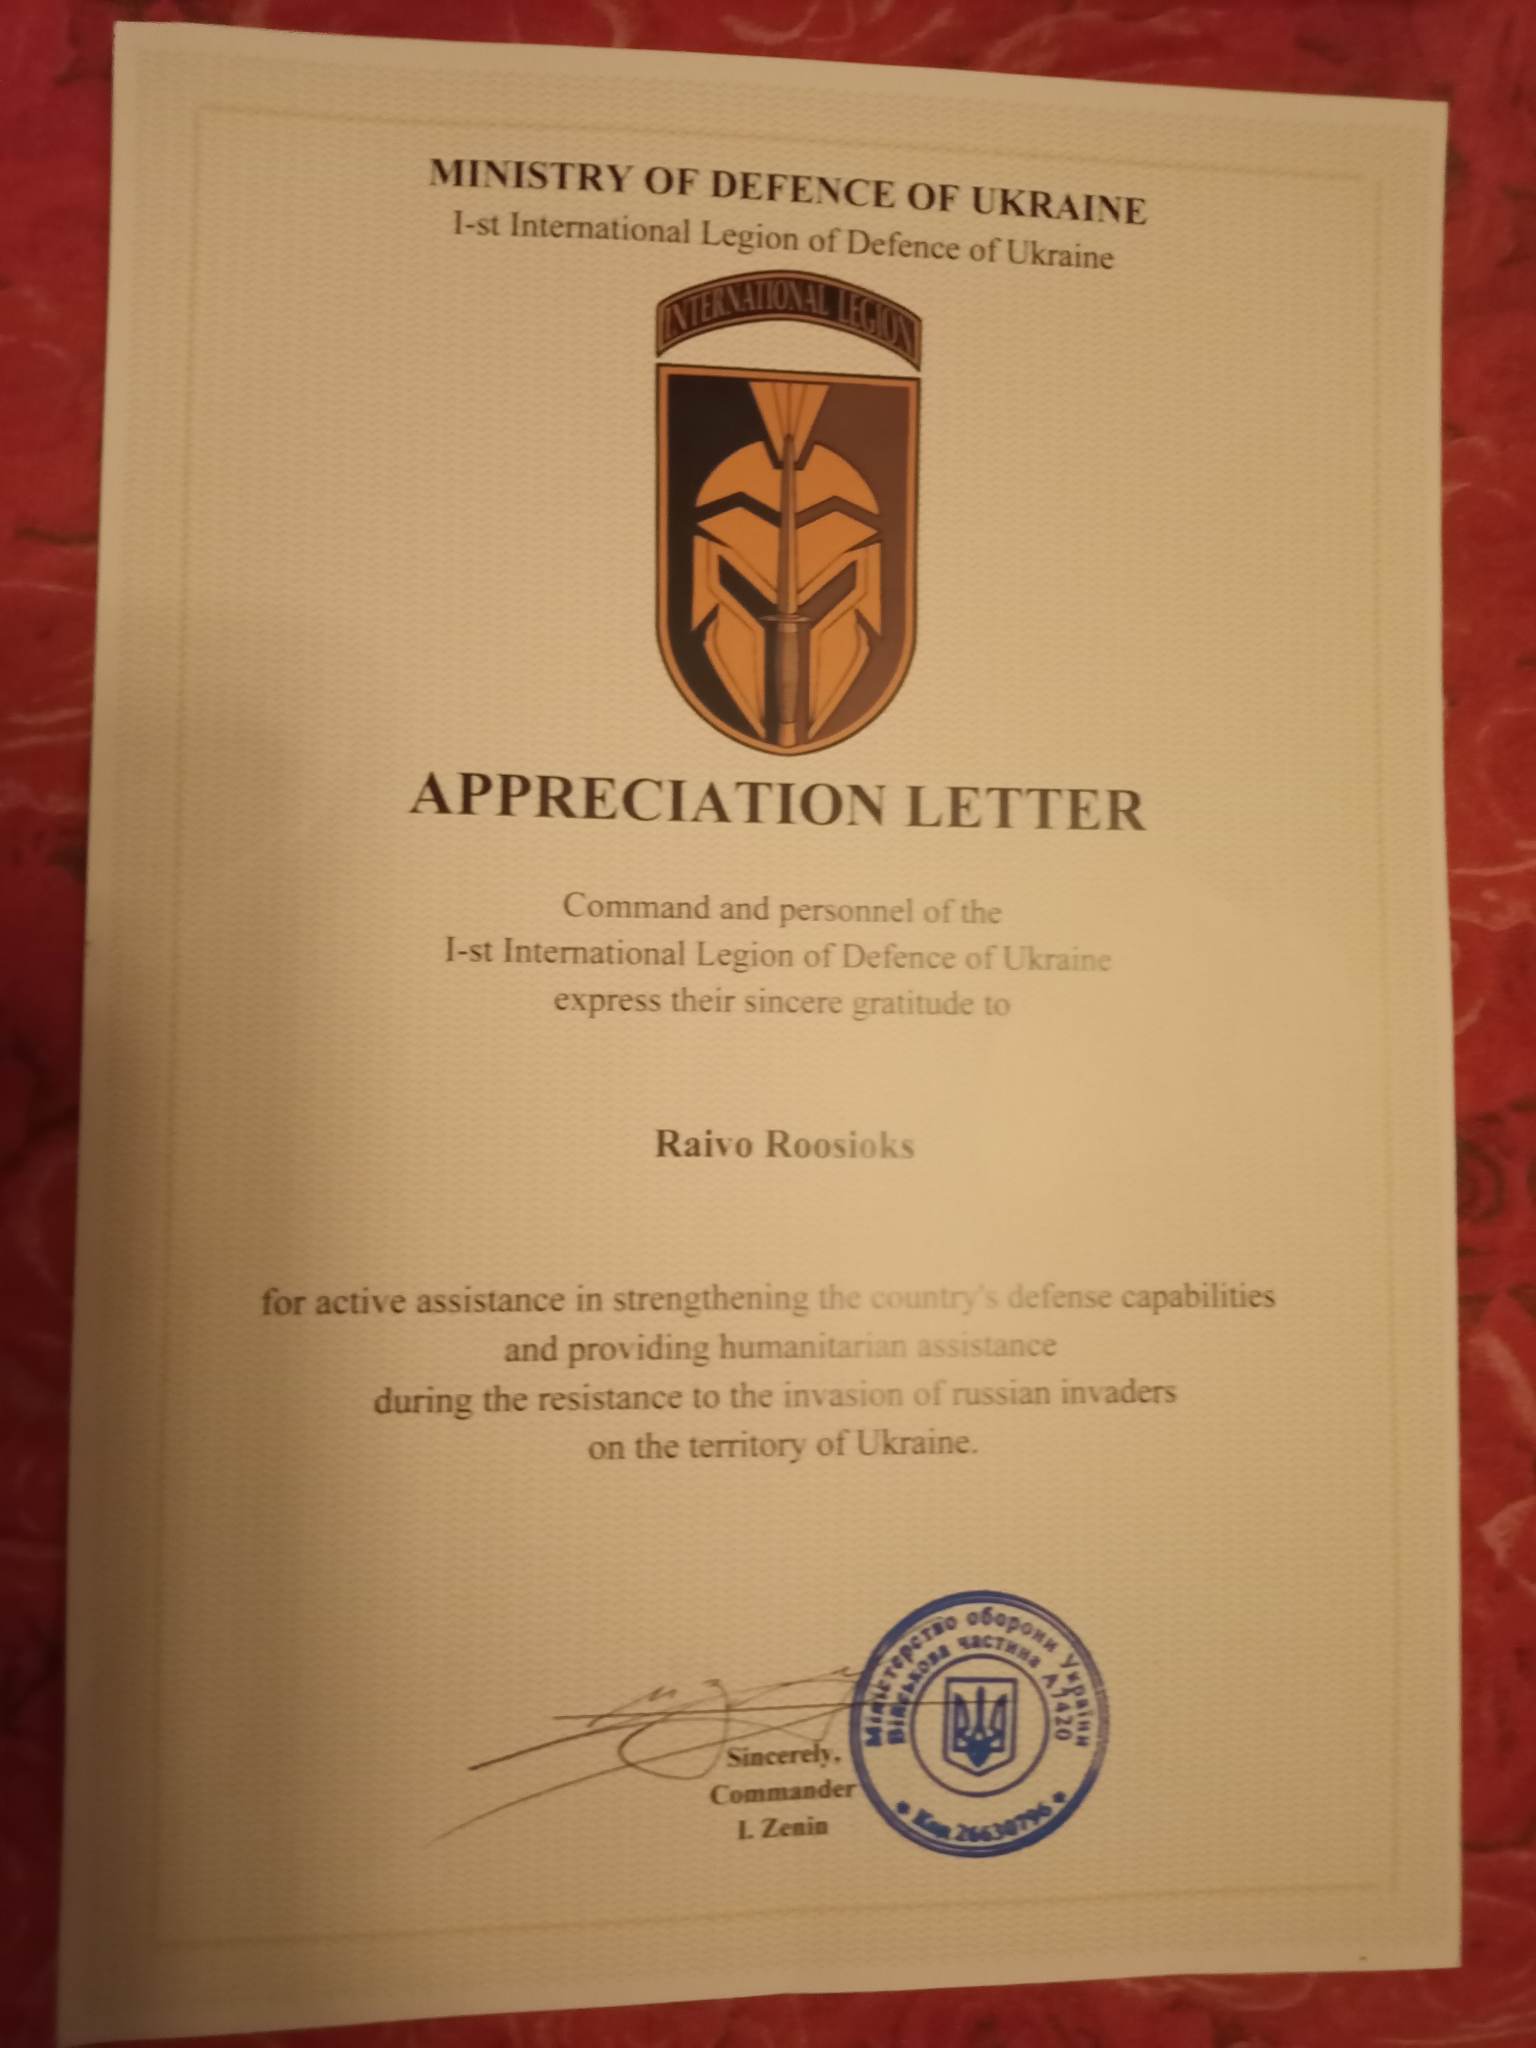 MINISTRY OF DEFENCE OF UKRAINE
I-st International Legion of Defence of Ukraine
INTERNATIONAL LEGION
APPRECIATION LETTER
Command and personnel of the
I-st International Legion of Defence of Ukraine
express their sincere gratitude to
Raivo Roosioks
for active assistance in strengthening the country's defense capabilities
and providing humanitarian assistance
during the resistance to the invasion of russian invaders
on the territory of Ukraine.
Sincerely,
Commander
I. Zenin
Міністерство оборони України
Військова частина А7420
* Код 26630796 *